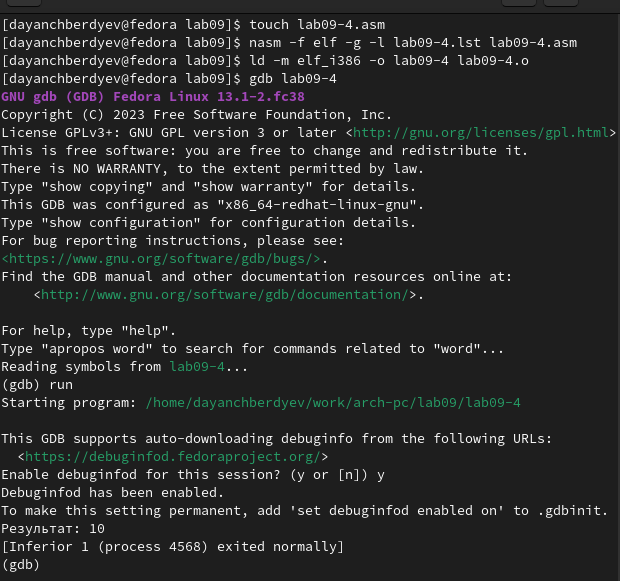 [dayanchberdyev@fedora lab09]$ touch lab09-4.asm
[dayanchberdyev@fedora lab09]$ nasm -f elf -g -l lab09-4.lst lab09-4.asm
[dayanchberdyev@fedora lab09]$ ld -m elf_i386 -o lab09-4 lab09-4.o
[dayanchberdyev@fedora lab09]$ gdb lab09-4
GNU gdb (GDB) Fedora Linux 13.1-2.fc38
Copyright (C) 2023 Free Software Foundation, Inc.
License GPLv3+: GNU GPL version 3 or later <http://gnu.org/licenses/gpl.html>
This is free software: you are free to change and redistribute it.
There is NO WARRANTY, to the extent permitted by law.
Type "show copying" and "show warranty" for details.
This GDB was configured as "x86_64-redhat-linux-gnu".
Type "show configuration" for configuration details.
For bug reporting instructions, please see:
<https://www.gnu.org/software/gdb/bugs/>.
Find the GDB manual and other documentation resources online at:
    <http://www.gnu.org/software/gdb/documentation/>.

For help, type "help".
Type "apropos word" to search for commands related to "word"...
Reading symbols from lab09-4...
(gdb) run
Starting program: /home/dayanchberdyev/work/arch-pc/lab09/lab09-4

This GDB supports auto-downloading debuginfo from the following URLs:
  <https://debuginfod.fedoraproject.org/>
Enable debuginfod for this session? (y or [n]) y
Debuginfod has been enabled.
To make this setting permanent, add 'set debuginfod enabled on' to .gdbinit.
Результат: 10
[Inferior 1 (process 4568) exited normally]
(gdb)